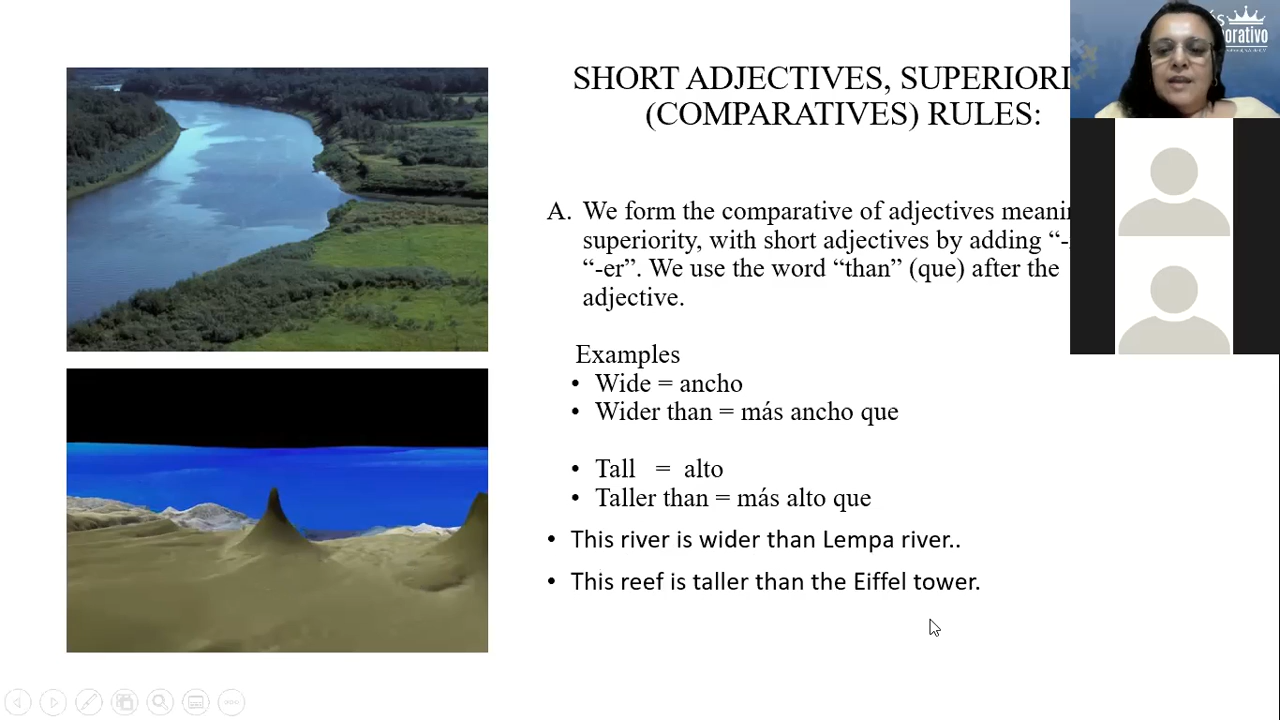 SHORT ADJECTIVES,
(COMPARATIVES) RULES:
A. We form the comparative of adjectives
superiority, with short adjectives by adding
“-er”. We use the word “than” (que) after the
adjective.
Examples
• Wide = ancho
• Wider than = más ancho que
• Tall = alto
• Taller than = más alto que
• This river is wider than Lempa river..
• This reef is taller than the Eiffel tower.